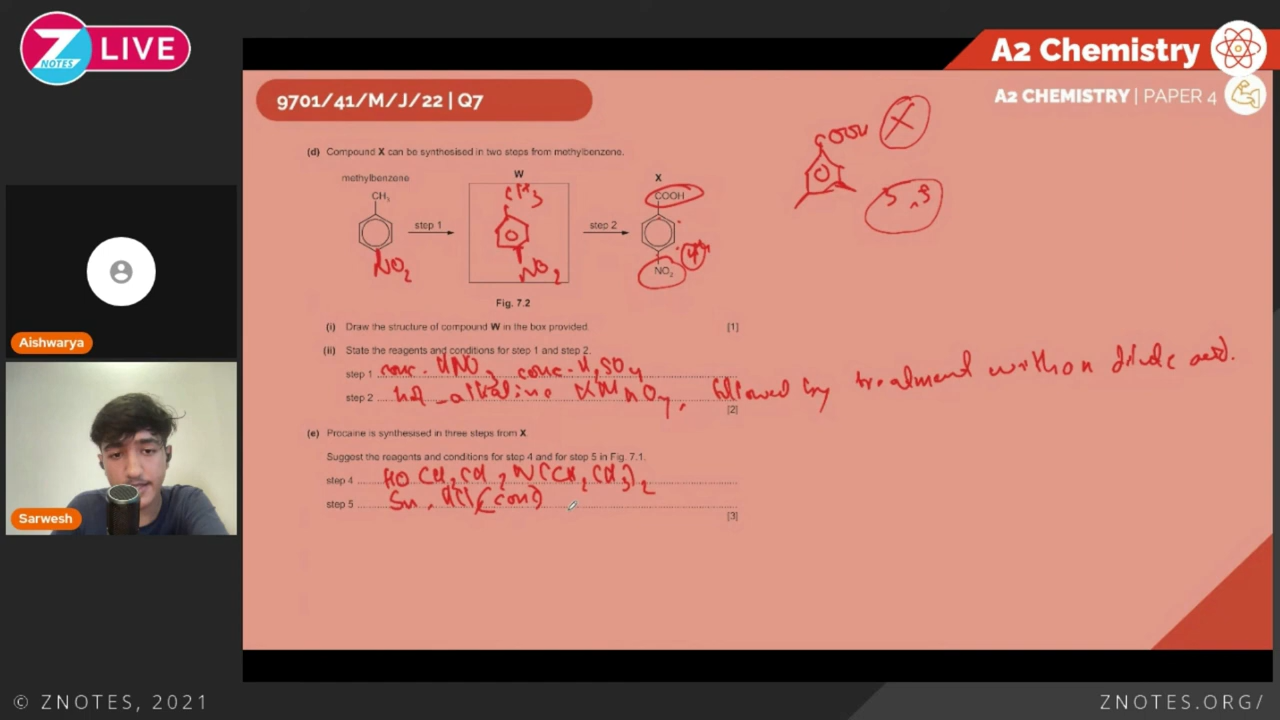 Z NOTES LIVE
A2 Chemistry
A2 CHEMISTRY | PAPER 4
9701/41/M/J/22 | Q7
COOH X
5,3
(d) Compound X can be synthesised in two steps from methylbenzene.
methylbenzene W X
CH₃ CH₃ COOH
step 1 step 2
NO₂ NO₂ NO₂ 4th
Fig. 7.2
(i) Draw the structure of compound W in the box provided [1]
(ii) State the reagents and conditions for step 1 and step 2.
step 1 conc. HNO₃ conc. H₂SO₄
step 2 hot alkaline KMnO₄, followed by treatment with a dilute acid.
[2]
(e) Procaine is synthesised in three steps from X
Suggest the reagents and conditions for step 4 and for step 5 in Fig. 7.1.
step 4 HO CH₂CH₂N(CH₂CH₃)₂
step 5 Sn, HCl (conc)
[3]
Aishwarya
Sarwesh
© ZNOTES, 2021
ZNOTES.ORG/